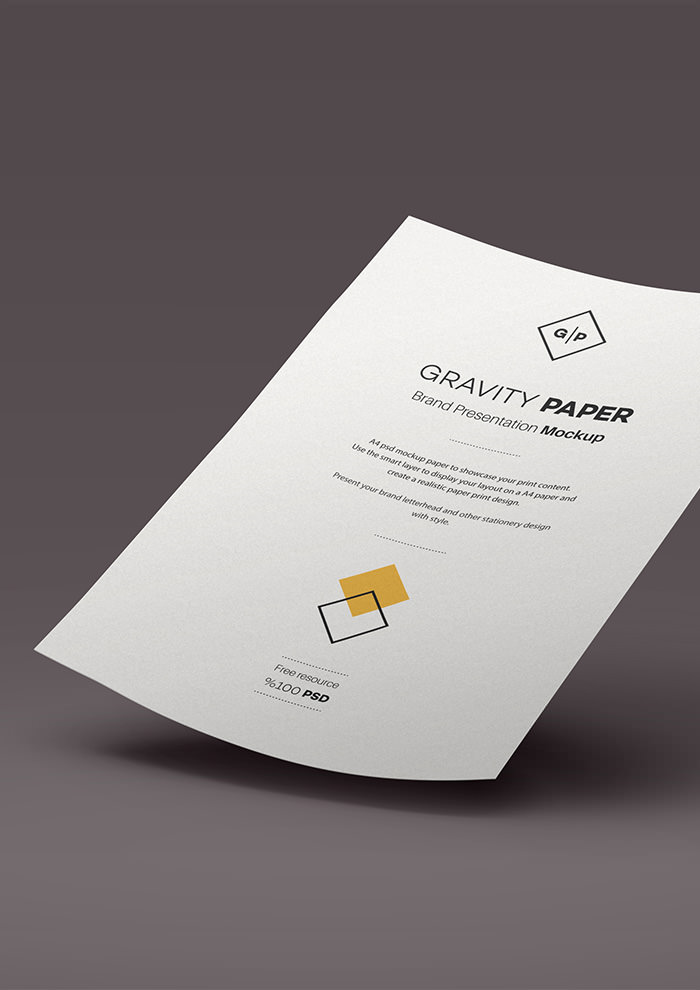 G|P
GRAVITY PAPER
Brand Presentation Mockup
A4 psd mockup paper to showcase your print content.
Use the smart layer to display your layout on a A4 paper and
create a realistic paper print design.
Present your brand letterhead and other stationery design
with style.
Free resource
%100 PSD